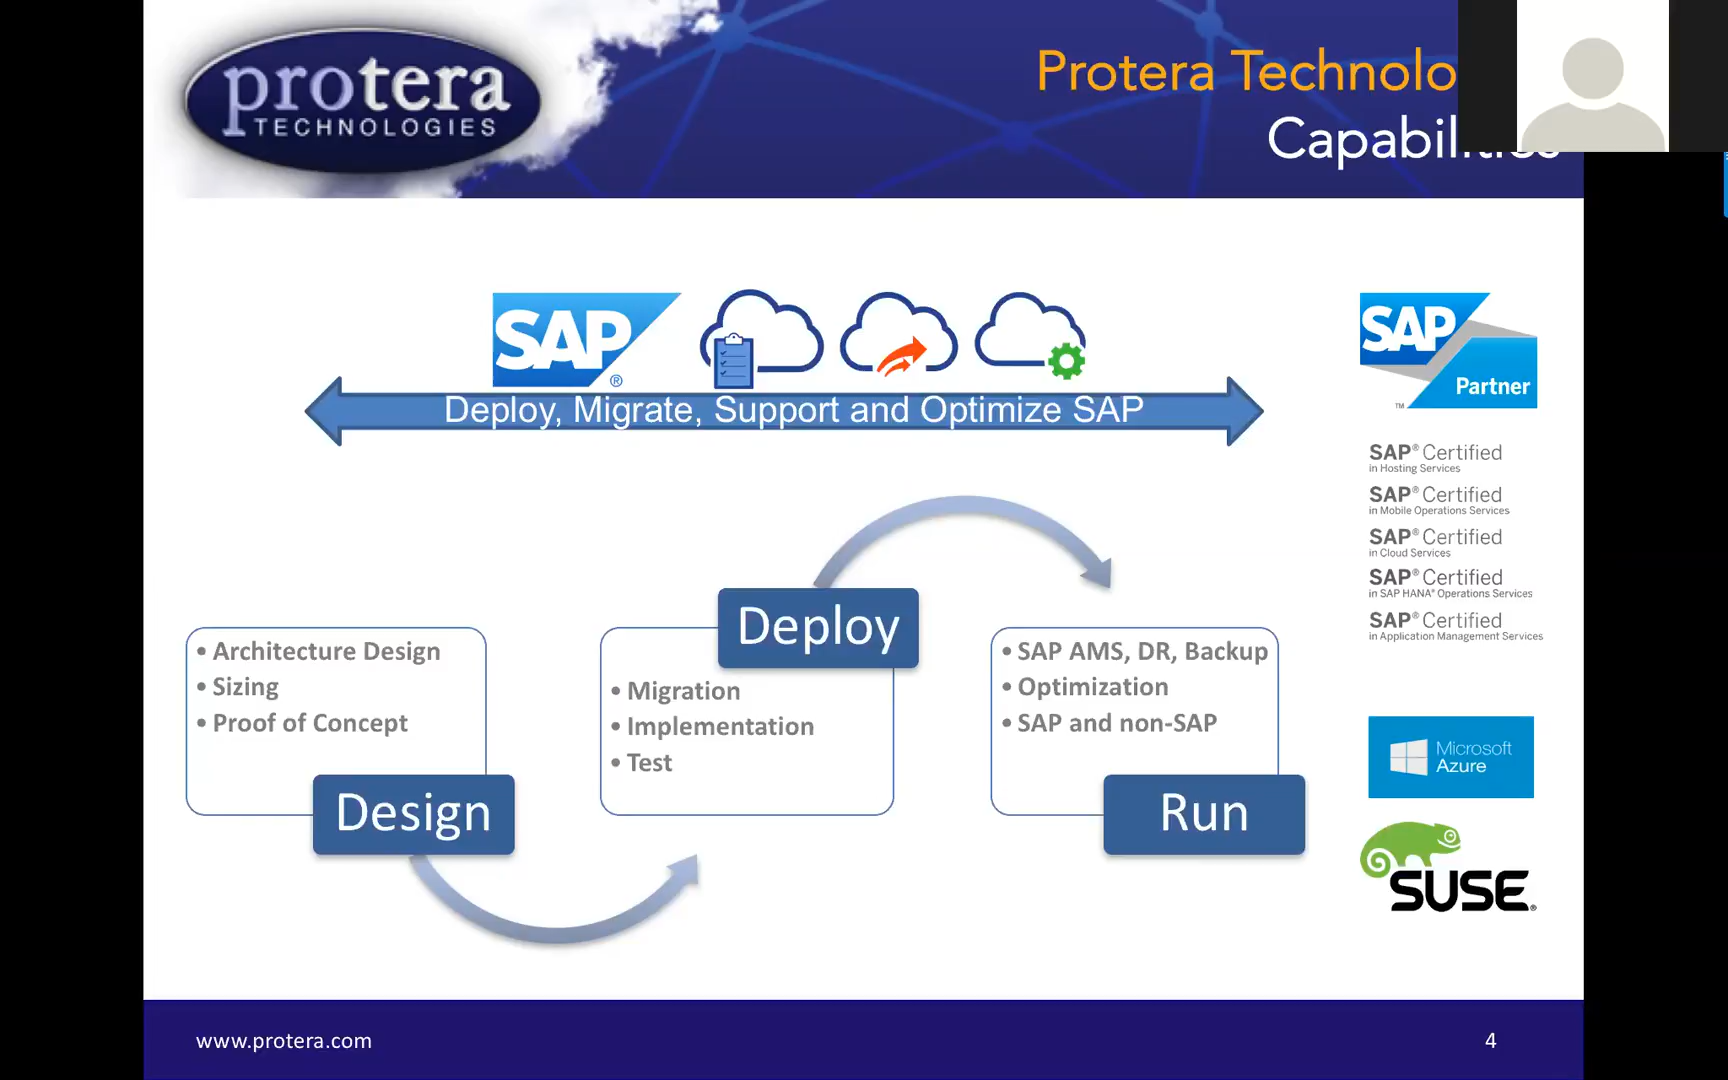 protera
TECHNOLOGIES
Protera Technolo
Capabilities
SAP
®
Deploy, Migrate, Support and Optimize SAP
SAP
Partner
TM
SAP® Certified
in Hosting Services
SAP® Certified
in Mobile Operations Services
SAP® Certified
in Cloud Services
SAP® Certified
in SAP HANA® Operations Services
SAP® Certified
in Application Management Services
• Architecture Design
• Sizing
• Proof of Concept
Design
Deploy
• Migration
• Implementation
• Test
• SAP AMS, DR, Backup
• Optimization
• SAP and non-SAP
Run
Microsoft
Azure
SUSE®
www.protera.com
4